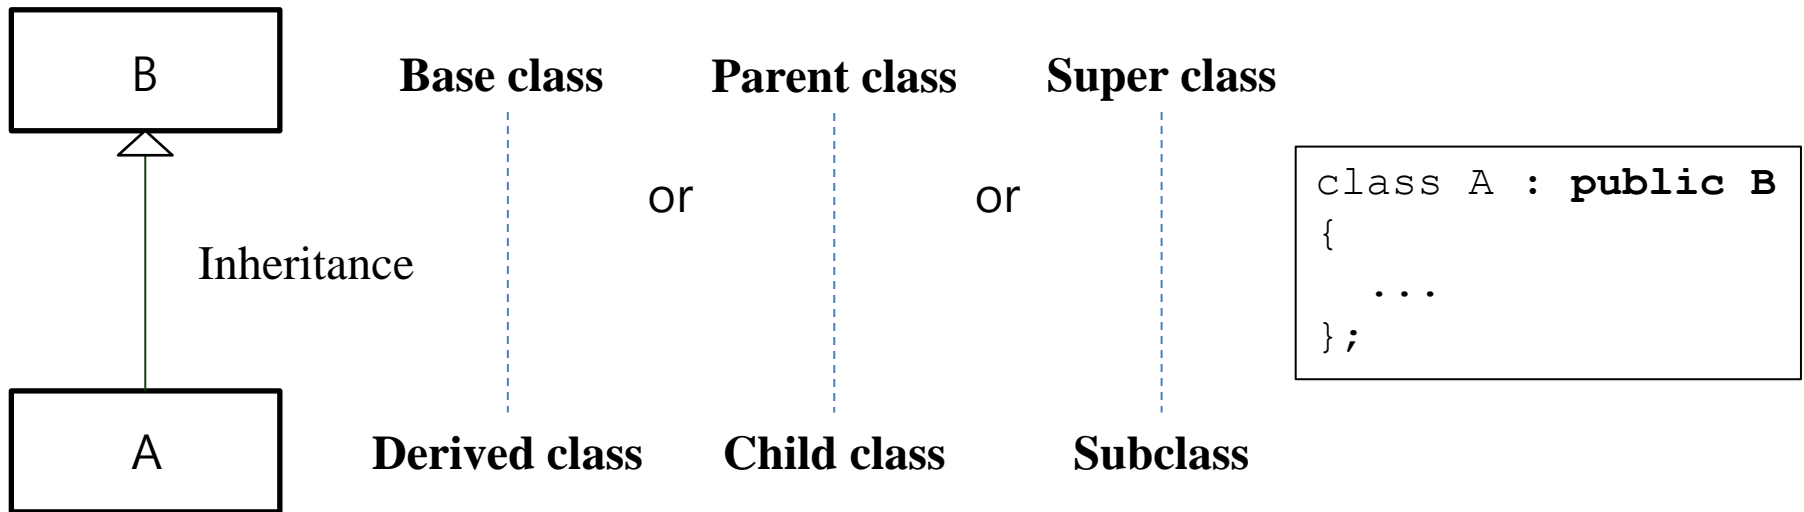 B
Base class
Parent class
Super class
or
or
Inheritance
A
Derived class
Child class
Subclass
class A : public B
{
...
};